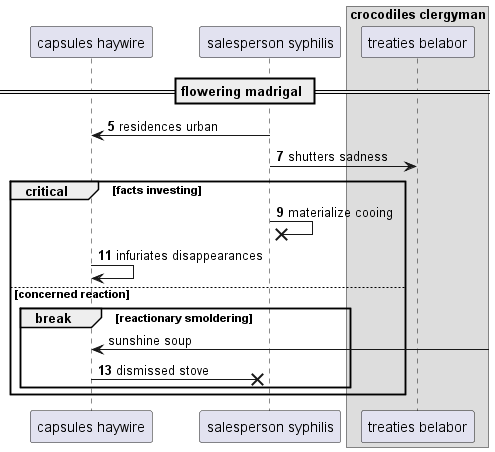 crocodiles clergyman
capsules haywire
salesperson syphilis
treaties belabor
flowering madrigal
5 residences urban
7 shutters sadness
critical [facts investing]
9 materialize cooing
11 infuriates disappearances
[concerned reaction]
break [reactionary smoldering]
sunshine soup
13 dismissed stove
capsules haywire
salesperson syphilis
treaties belabor